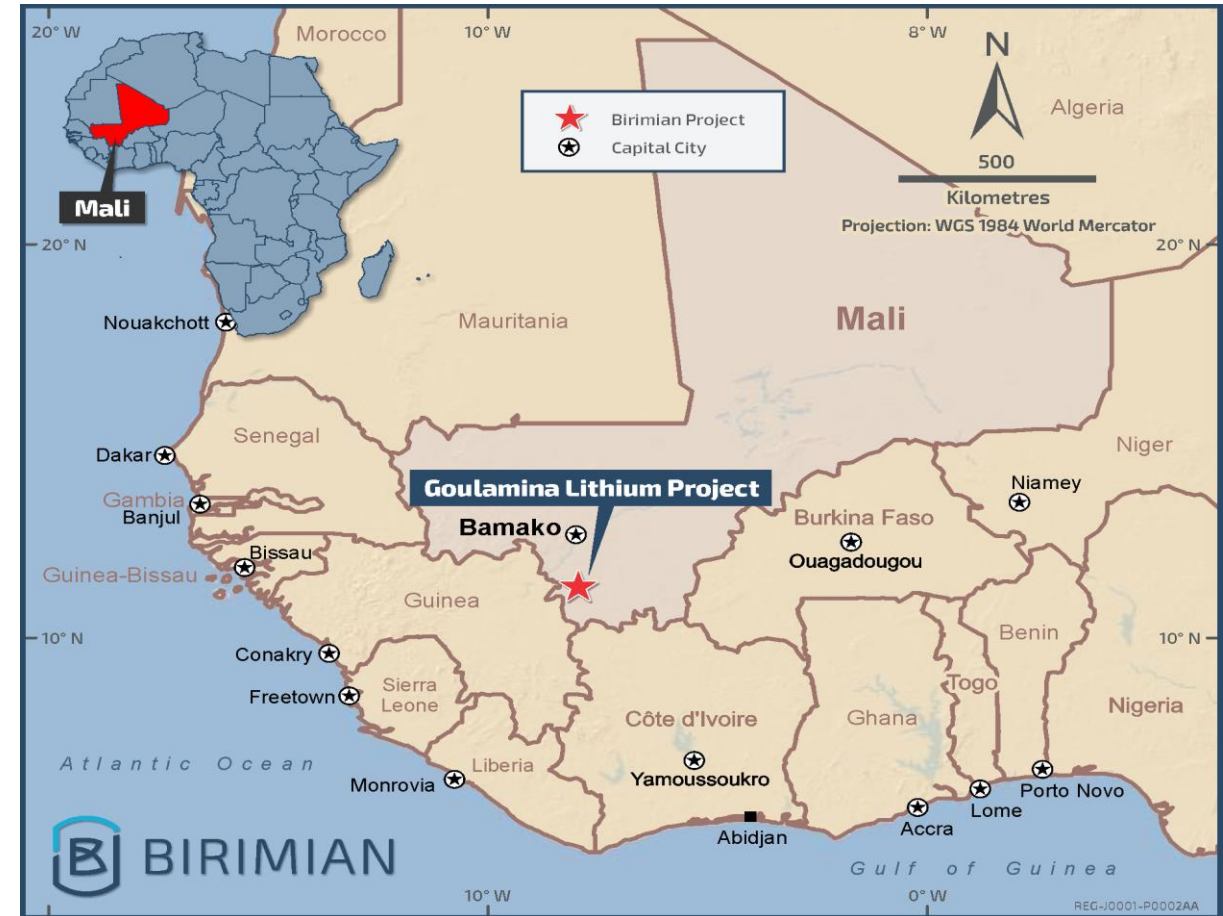 20° W
10° W
8° W
Morocco
N
Algeria
Birimian Project
Capital City
500
Kilometres
Projection: WGS 1984 World Mercator
Mali
20° N
20° N
Nouakchott
Mauritania
Mali
Senegal
Niger
Dakar
Goulamina Lithium Project
Niamey
Gambia
Banjul
Bamako
Burkina Faso
Ouagadougou
Bissau
Guinea-Bissau
Guinea
Benin
10° N
10° N
Conakry
Sierra
Leone
Togo
Freetown
Côte d'Ivoire
Ghana
Nigeria
Atlantic Ocean
Liberia
Yamoussoukro
Monrovia
Porto Novo
Lome
Abidjan
Accra
B BIRIMIAN
Gulf of Guinea
10° W
0° W
REG-J0001-P0002AA